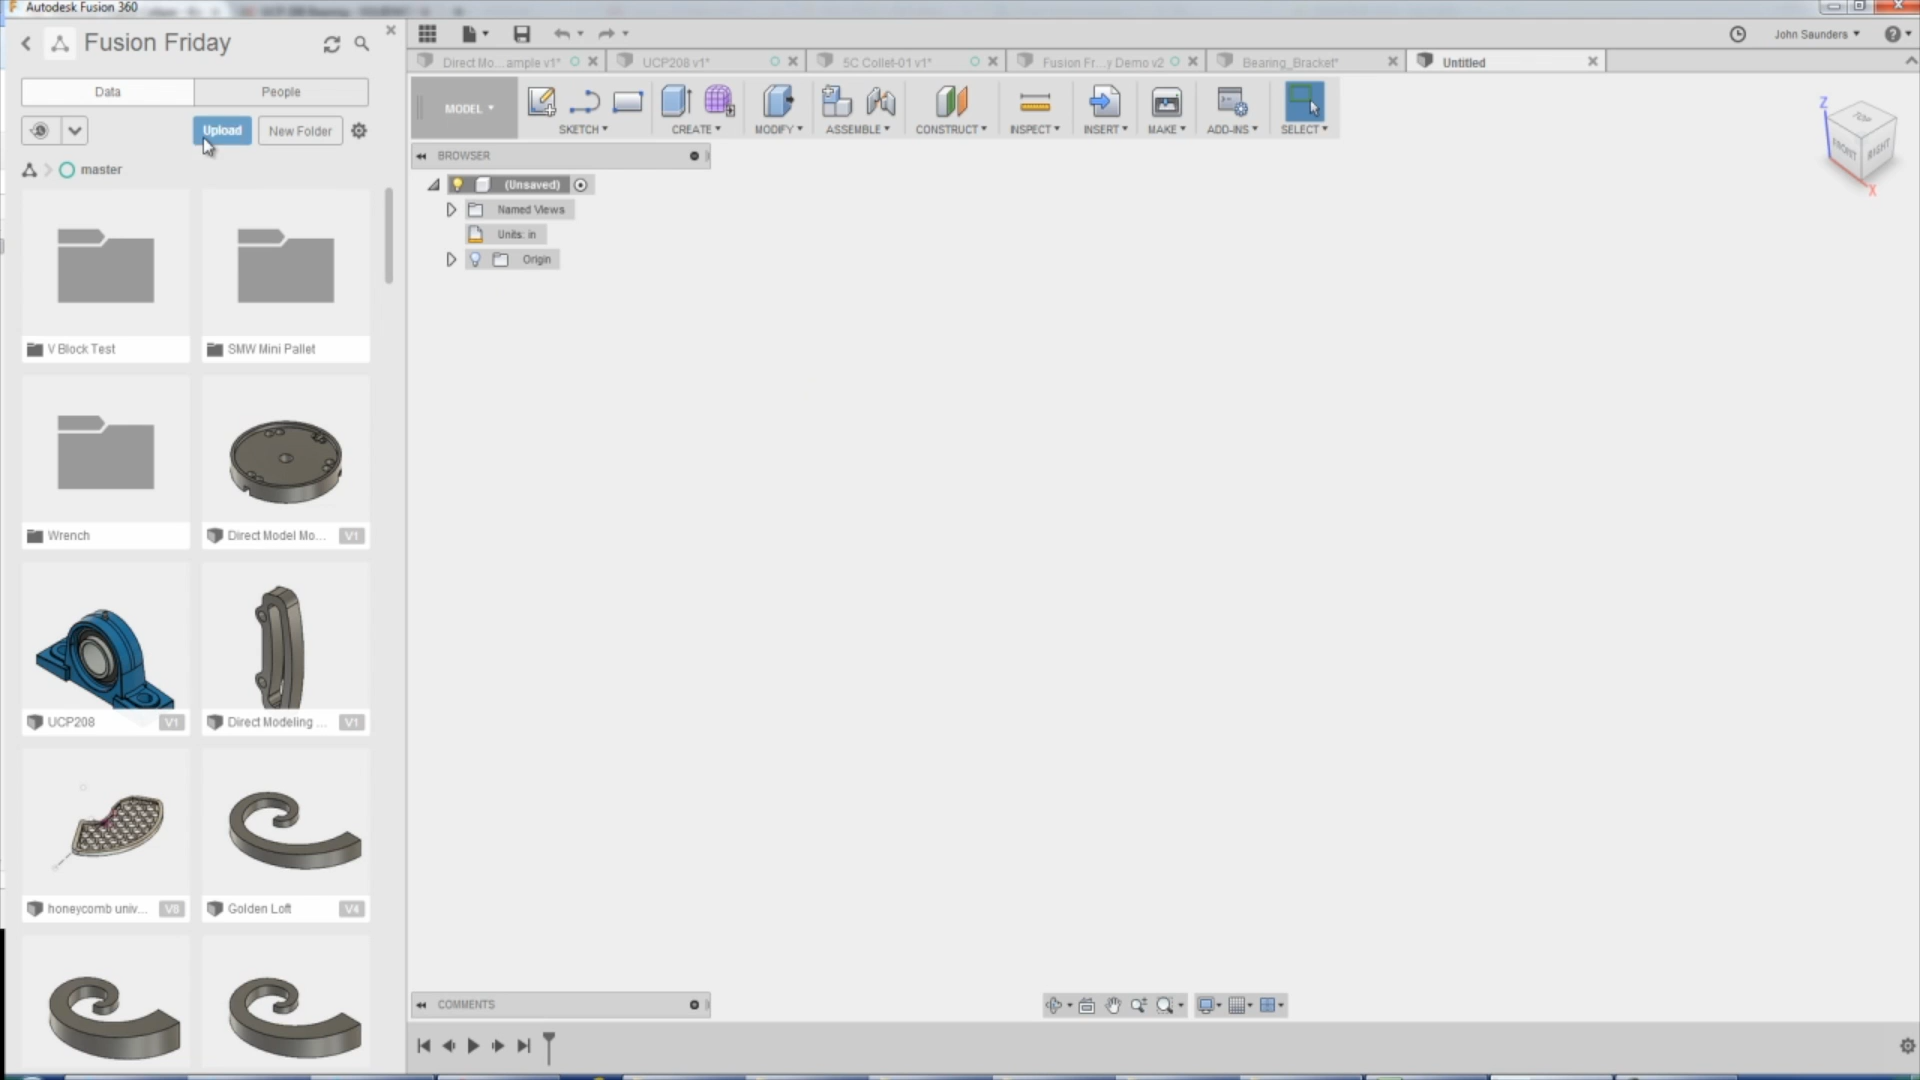 Autodesk Fusion 360
Fusion Friday
Data
People
Upload
New Folder
master
V Block Test
SMW Mini Pallet
Wrench
Direct Model Mo...
V1
UCP208
V1
Direct Modeling ...
V1
honeycomb univ...
V8
Golden Loft
V4
John Saunders
Direct Mo...ample v1*
UCP208 v1*
5C Collet-01 v1*
Fusion Fr...y Demo v2
Bearing_Bracket*
Untitled
MODEL
SKETCH
CREATE
MODIFY
ASSEMBLE
CONSTRUCT
INSPECT
INSERT
MAKE
ADD-INS
SELECT
Z
TOP
FRONT
RIGHT
X
BROWSER
(Unsaved)
Named Views
Units: in
Origin
COMMENTS